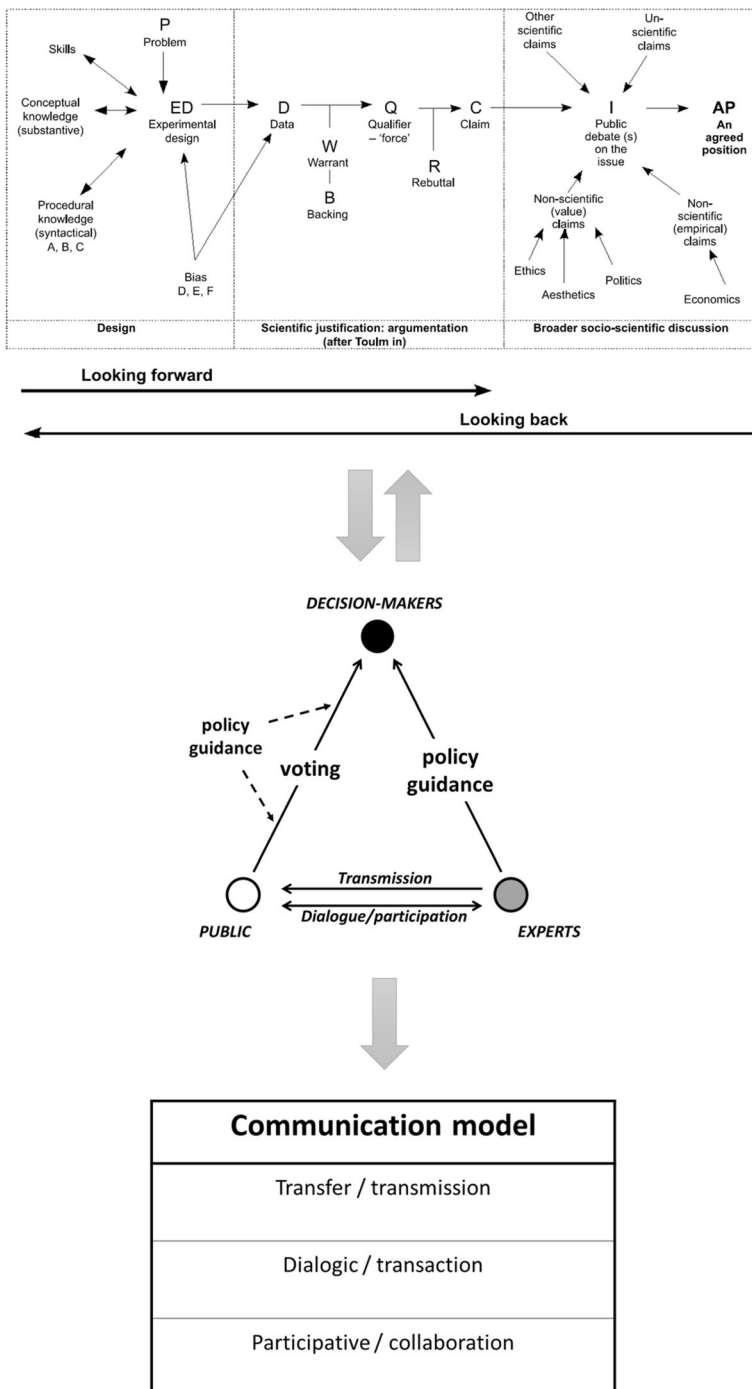 P
Problem
Skills
Conceptual
knowledge
(substantive)
ED
Experimental
design
Procedural
knowledge
(syntactical)
A, B, C
Bias
D, E, F
D
Data
W
Warrant
B
Backing
Q
Qualifier
– ‘force’
R
Rebuttal
C
Claim
Other
scientific
claims
Un-
scientific
claims
I
Public
debate (s)
on the
issue
AP
An
agreed
position
Non-scientific
(value)
claims
Ethics
Aesthetics
Politics
Non-
scientific
(empirical)
claims
Economics
Design
Scientific justification: argumentation
(after Toulm in)
Broader socio-scientific discussion
Looking forward
Looking back
DECISION-MAKERS
policy
guidance
voting
policy
guidance
Transmission
Dialogue/participation
PUBLIC
EXPERTS
Communication model
Transfer / transmission
Dialogic / transaction
Participative / collaboration